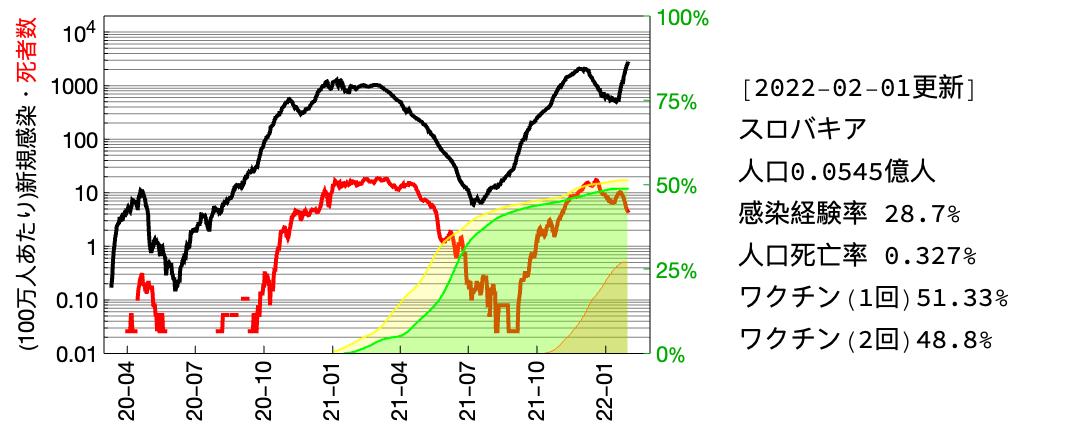 (100万人あたり)新規感染・死者数
10⁴
1000
100
10
1
0.10
0.01
100%
75%
50%
25%
0%
20-04
20-07
20-10
21-01
21-04
21-07
21-10
22-01
[2022-02-01更新]
スロバキア
人口0.0545億人
感染経験率 28.7%
人口死亡率 0.327%
ワクチン(1回)51.33%
ワクチン(2回)48.8%